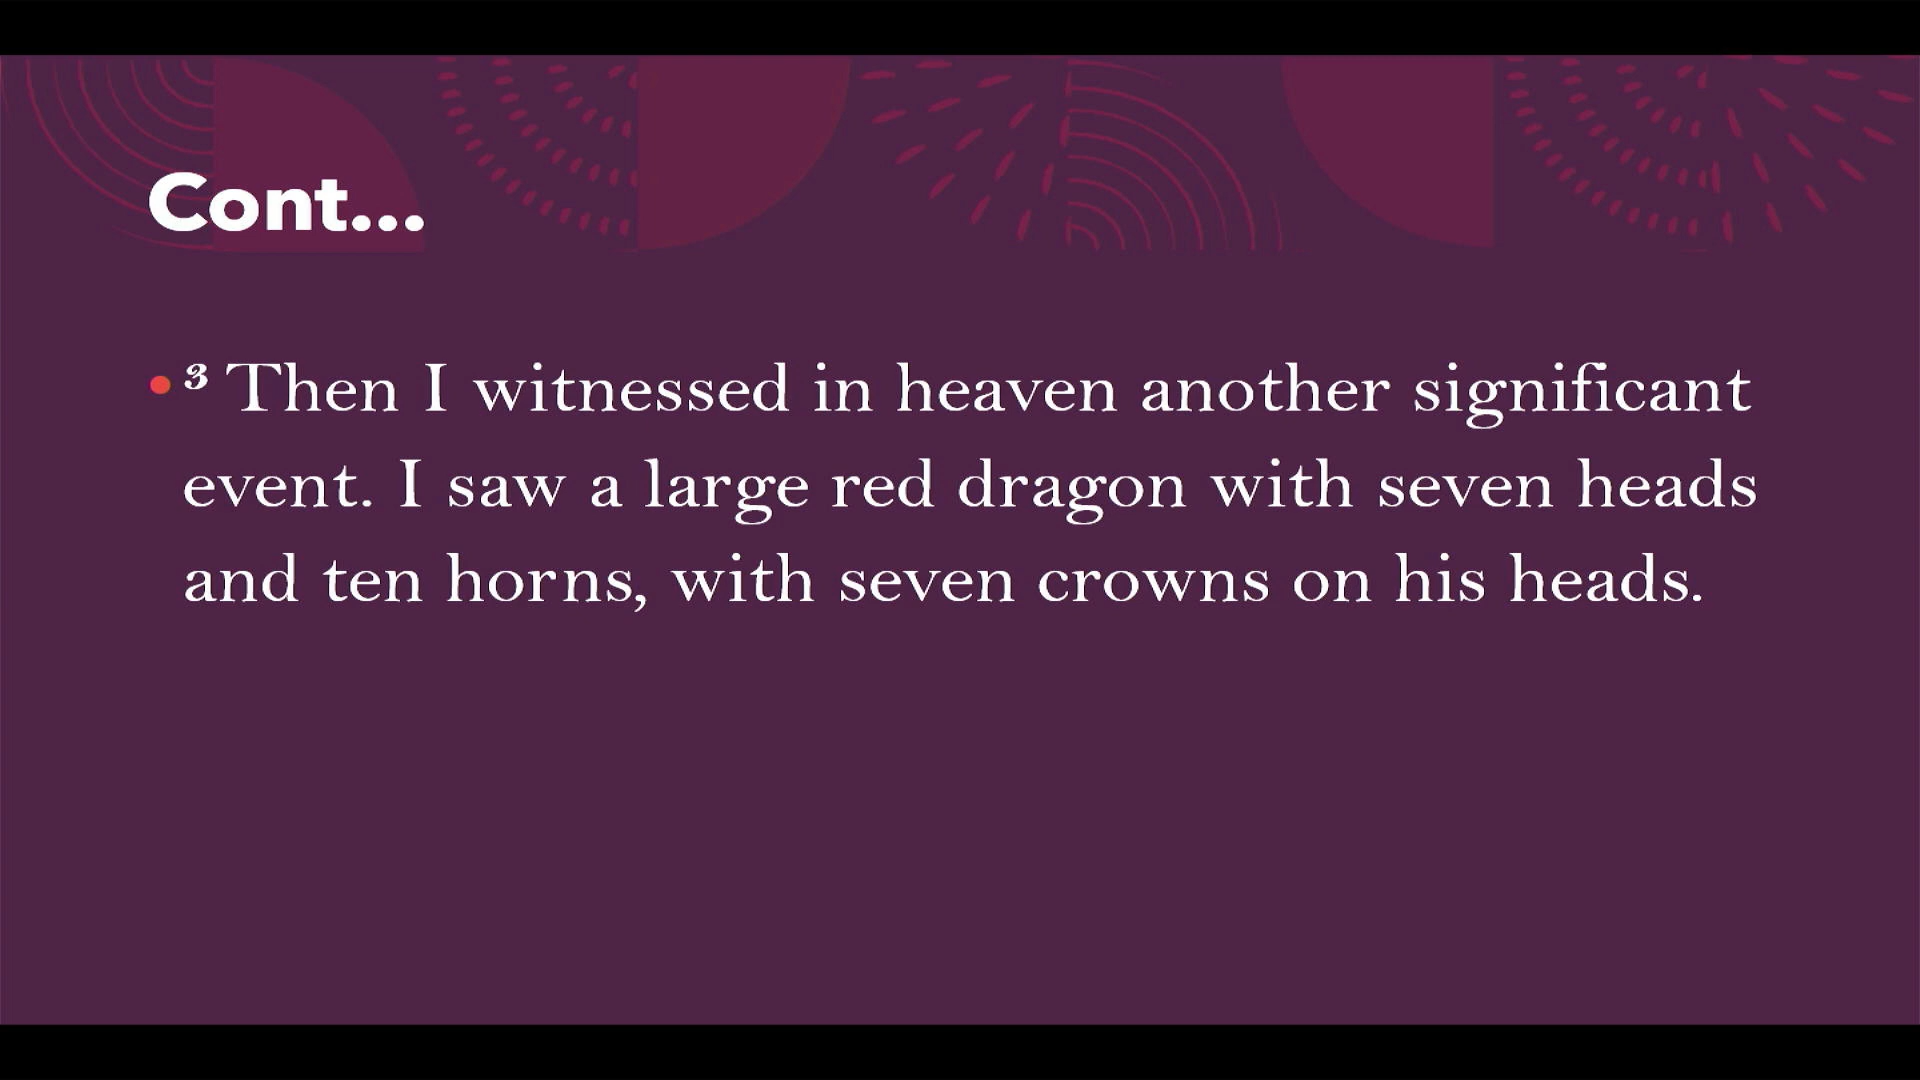 Cont...
• ³ Then I witnessed in heaven another significant
event. I saw a large red dragon with seven heads
and ten horns, with seven crowns on his heads.